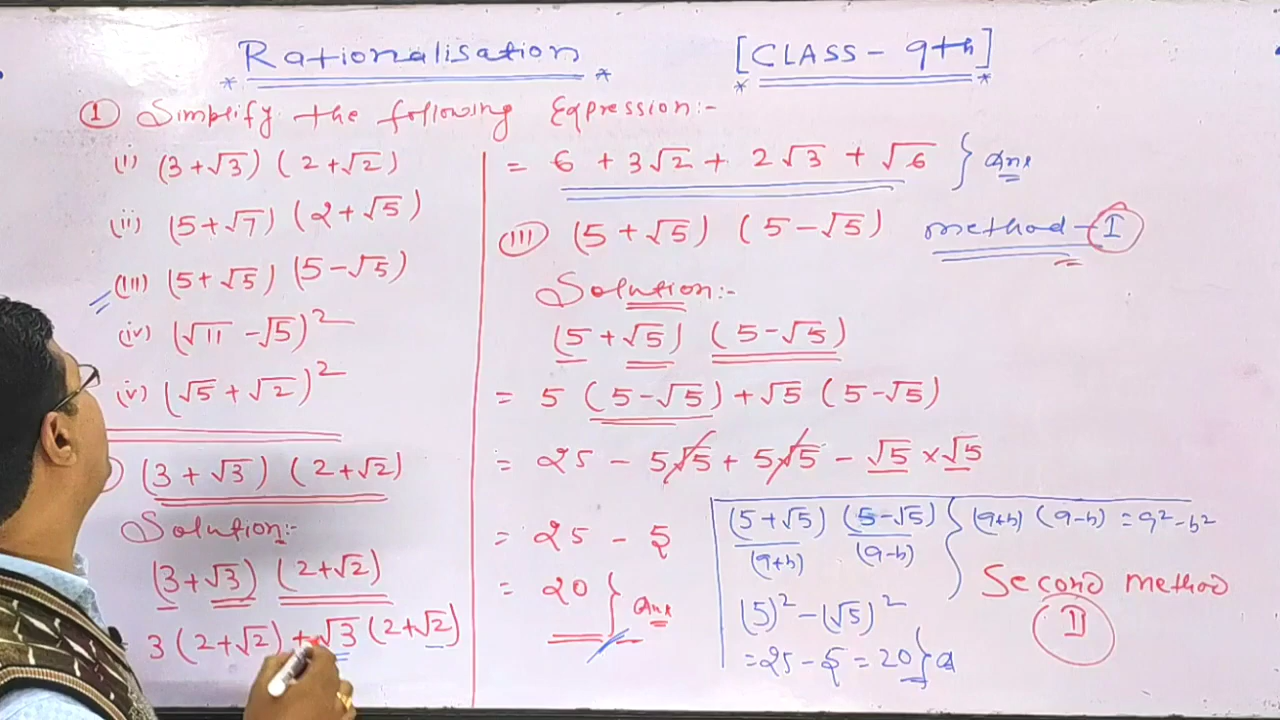 Rationalisation [CLASS - 9th]
I Simplify the following Expression:-
(i) (3+√3) (2+√2)
(ii) (5+√7) (2+√5)
(iii) (5+√5) (5-√5)
(iv) (√11 - √5)²
(v) (√5 + √2)²
(3+√3) (2+√2)
Solution:-
(3+√3) (2+√2)
3 (2+√2) + √3 (2+√2)
= 6 + 3√2 + 2√3 + √6 } Ans
(III) (5+√5) (5-√5) method - I
Solution:-
(5+√5) (5-√5)
= 5 (5-√5) + √5 (5-√5)
= 25 - 5√5 + 5√5 - √5 × √5
= 25 - 5
= 20 } Ans
(5+√5) (5-√5) } (a+b) (a-b) = a² - b²
(a+b) (a-b)
Second method
II
(5)² - (√5)²
= 25 - 5 = 20 }